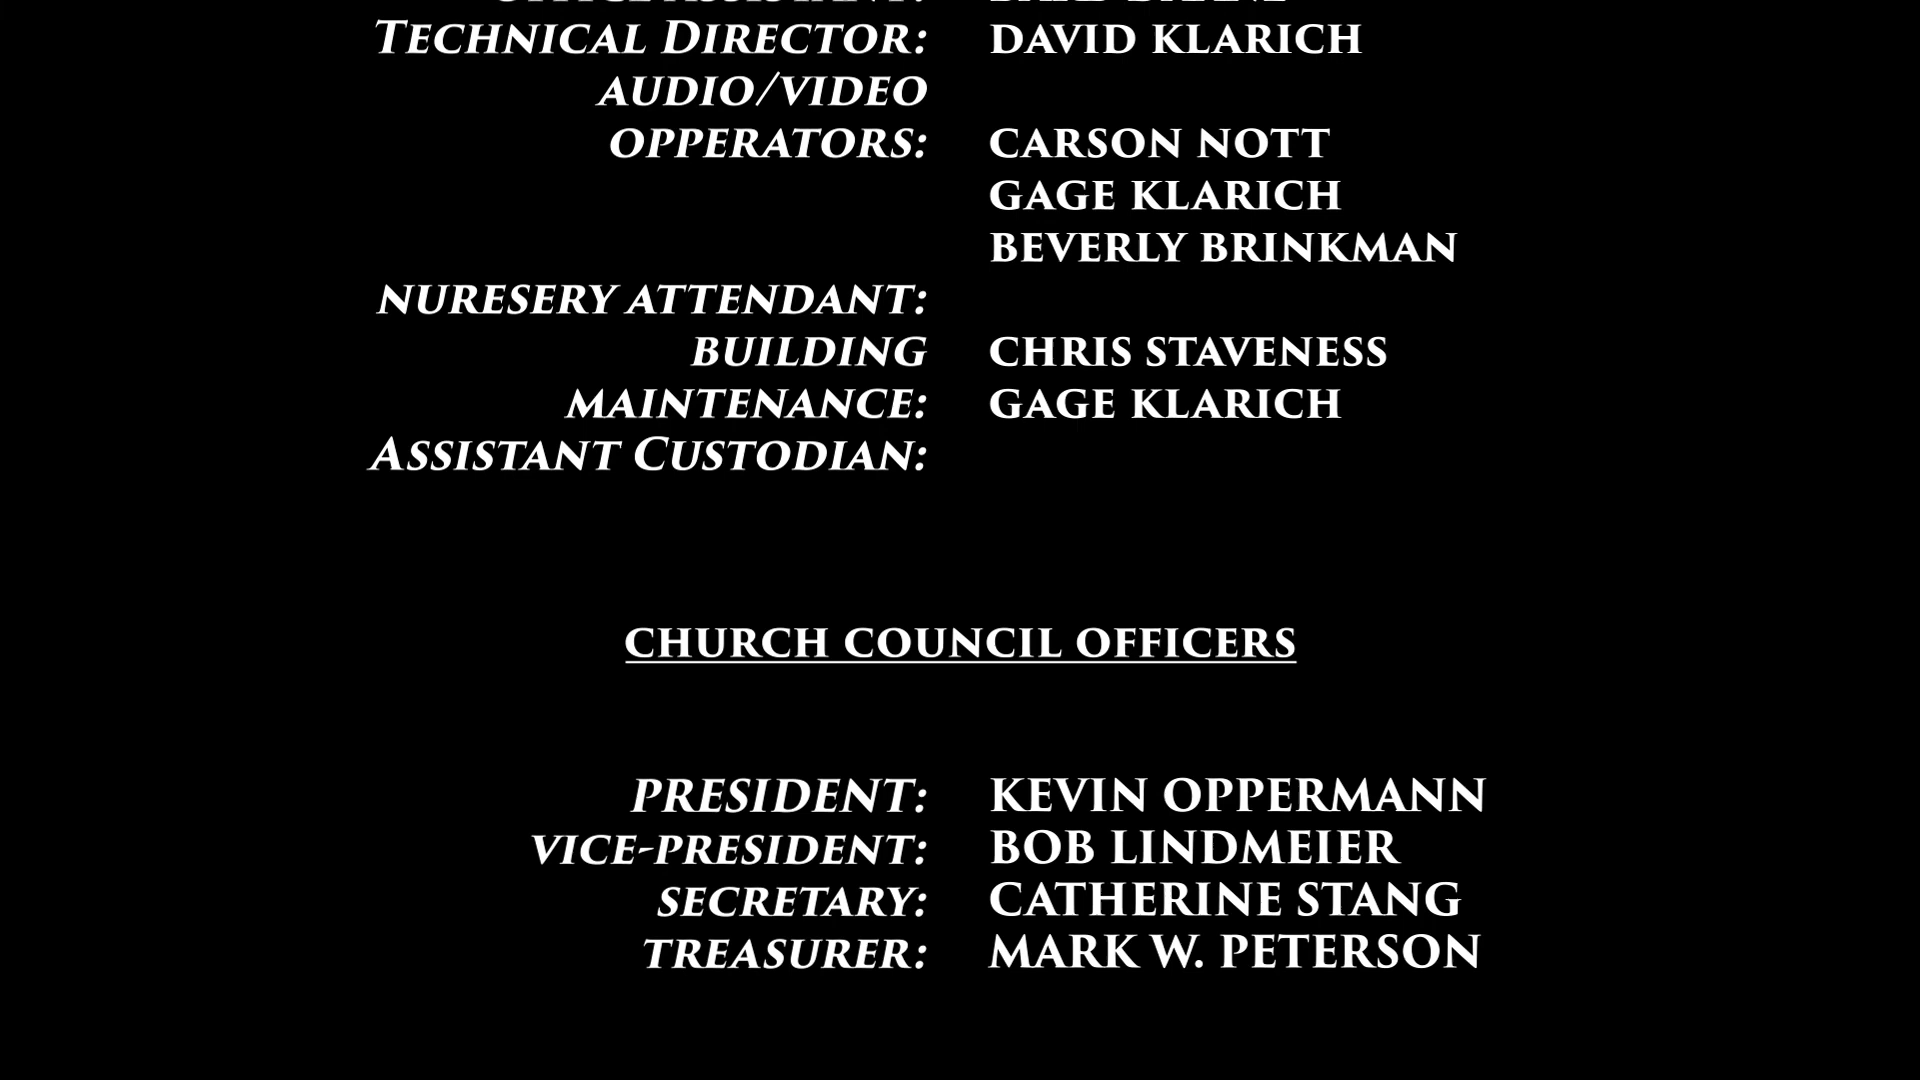 TECHNICAL DIRECTOR: DAVID KLARICH
AUDIO/VIDEO
OPPERATORS: CARSON NOTT
GAGE KLARICH
BEVERLY BRINKMAN
NURESERY ATTENDANT:
BUILDING CHRIS STAVENESS
MAINTENANCE: GAGE KLARICH
ASSISTANT CUSTODIAN:
CHURCH COUNCIL OFFICERS
PRESIDENT: KEVIN OPPERMANN
VICE-PRESIDENT: BOB LINDMEIER
SECRETARY: CATHERINE STANG
TREASURER: MARK W. PETERSON